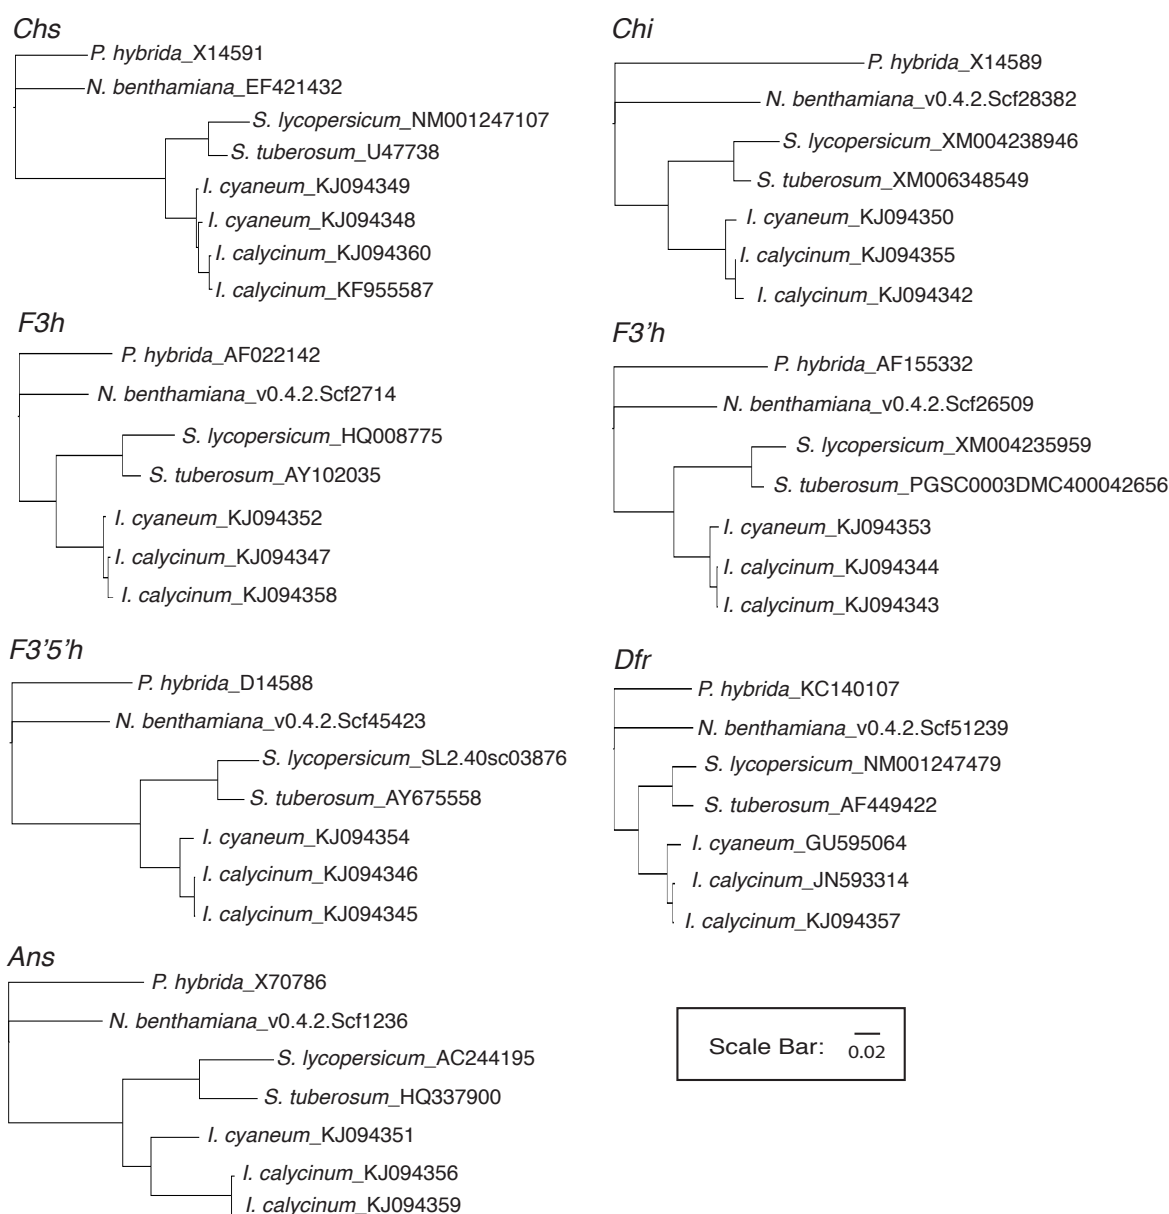 Chs
P. hybrida_X14591
N. benthamiana_EF421432
S. lycopersicum_NM001247107
S. tuberosum_U47738
I. cyaneum_KJ094349
I. cyaneum_KJ094348
I. calycinum_KJ094360
I. calycinum_KF955587
Chi
P. hybrida_X14589
N. benthamiana_v0.4.2.Scf28382
S. lycopersicum_XM004238946
S. tuberosum_XM006348549
I. cyaneum_KJ094350
I. calycinum_KJ094355
I. calycinum_KJ094342
F3h
P. hybrida_AF022142
N. benthamiana_v0.4.2.Scf2714
S. lycopersicum_HQ008775
S. tuberosum_AY102035
I. cyaneum_KJ094352
I. calycinum_KJ094347
I. calycinum_KJ094358
F3’h
P. hybrida_AF155332
N. benthamiana_v0.4.2.Scf26509
S. lycopersicum_XM004235959
S. tuberosum_PGSC0003DMC400042656
I. cyaneum_KJ094353
I. calycinum_KJ094344
I. calycinum_KJ094343
F3’5’h
P. hybrida_D14588
N. benthamiana_v0.4.2.Scf45423
S. lycopersicum_SL2.40sc03876
S. tuberosum_AY675558
I. cyaneum_KJ094354
I. calycinum_KJ094346
I. calycinum_KJ094345
Dfr
P. hybrida_KC140107
N. benthamiana_v0.4.2.Scf51239
S. lycopersicum_NM001247479
S. tuberosum_AF449422
I. cyaneum_GU595064
I. calycinum_JN593314
I. calycinum_KJ094357
Ans
P. hybrida_X70786
N. benthamiana_v0.4.2.Scf1236
S. lycopersicum_AC244195
S. tuberosum_HQ337900
I. cyaneum_KJ094351
I. calycinum_KJ094356
I. calycinum_KJ094359
Scale Bar: 0.02